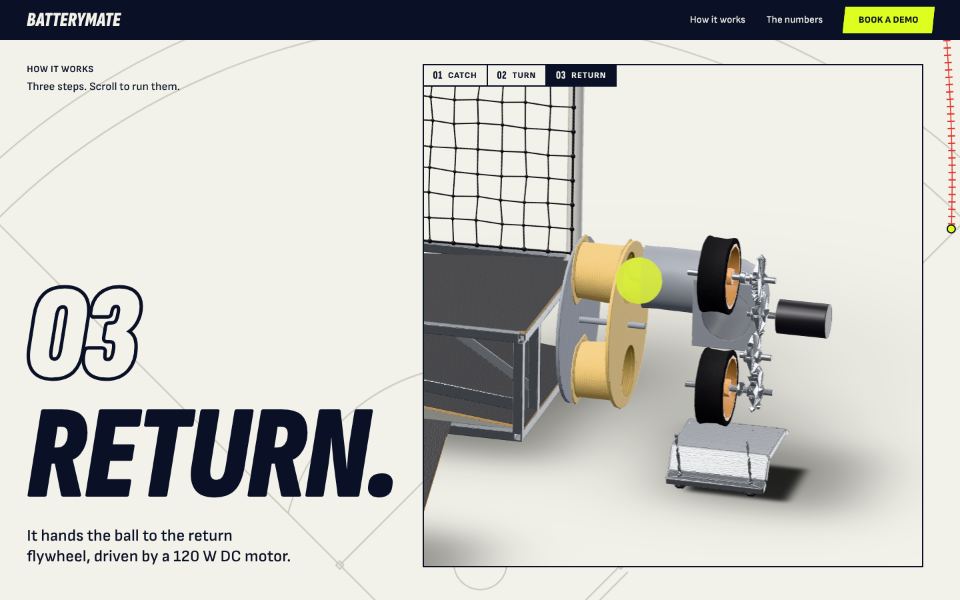 BATTERYMATE
How it works
The numbers
BOOK A DEMO
HOW IT WORKS
Three steps. Scroll to run them.
01 CATCH
02 TURN
03 RETURN
03
RETURN.
It hands the ball to the return
flywheel, driven by a 120 W DC motor.